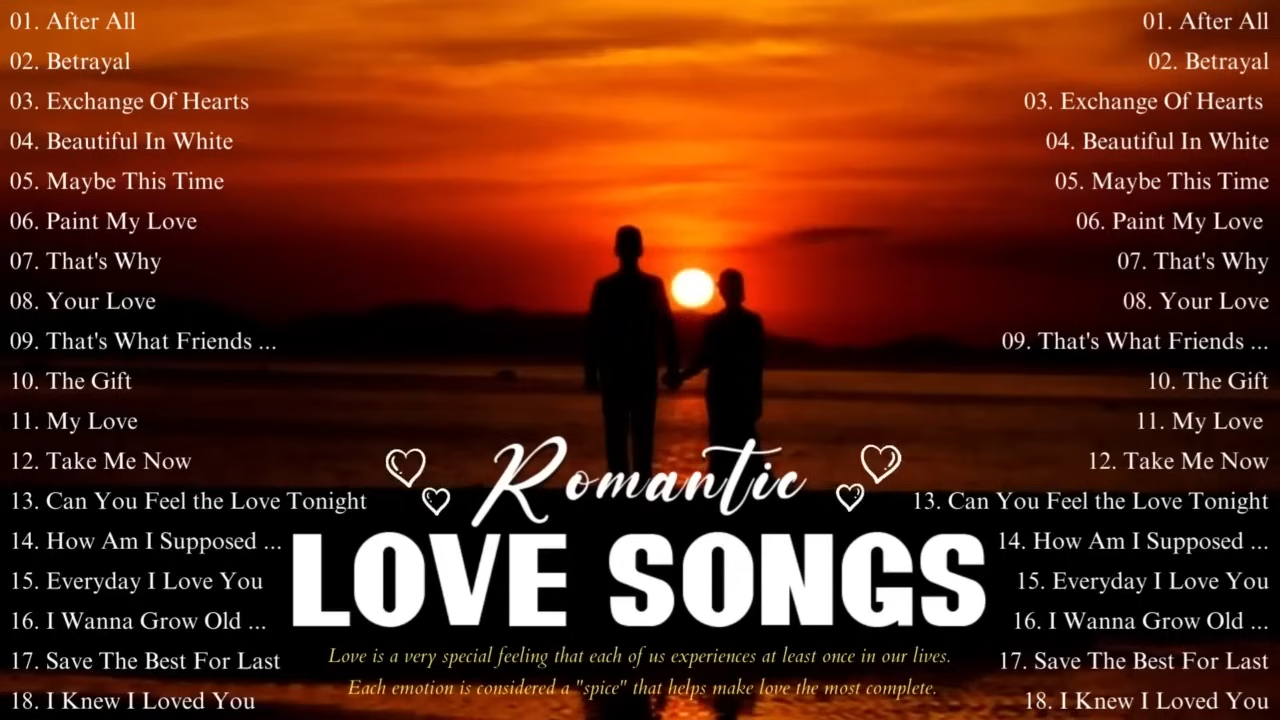 01. After All
02. Betrayal
03. Exchange Of Hearts
04. Beautiful In White
05. Maybe This Time
06. Paint My Love
07. That's Why
08. Your Love
09. That's What Friends ...
10. The Gift
11. My Love
12. Take Me Now
13. Can You Feel the Love Tonight
14. How Am I Supposed ...
15. Everyday I Love You
16. I Wanna Grow Old ...
17. Save The Best For Last
18. I Knew I Loved You
Romantic
LOVE SONGS
Love is a very special feeling that each of us experiences at least once in our lives.
Each emotion is considered a "spice" that helps make love the most complete.
01. After All
02. Betrayal
03. Exchange Of Hearts
04. Beautiful In White
05. Maybe This Time
06. Paint My Love
07. That's Why
08. Your Love
09. That's What Friends ...
10. The Gift
11. My Love
12. Take Me Now
13. Can You Feel the Love Tonight
14. How Am I Supposed ...
15. Everyday I Love You
16. I Wanna Grow Old ...
17. Save The Best For Last
18. I Knew I Loved You